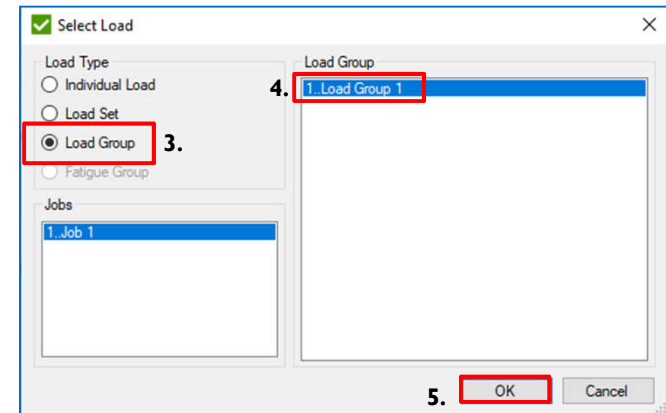 Select Load
Load Type
Individual Load
Load Set
Load Group 3.
Fatigue Group
Jobs
1..Job 1
Load Group
4. 1..Load Group 1
5. OK Cancel